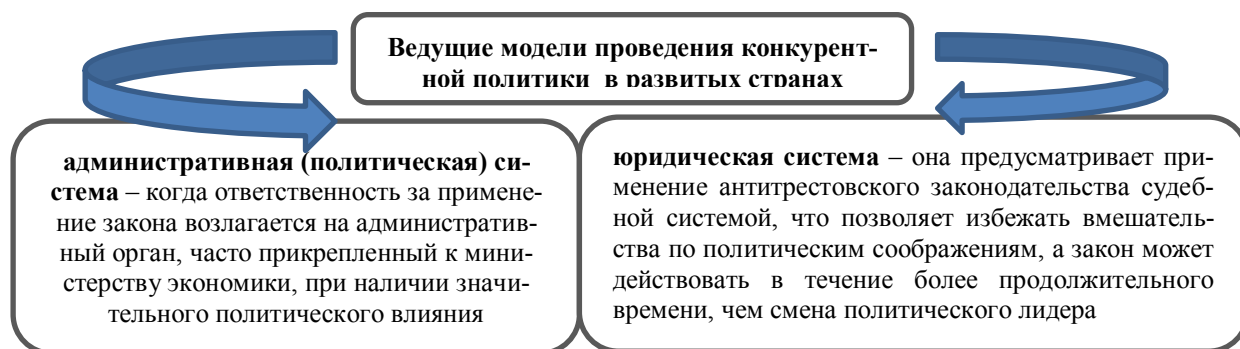 Ведущие модели проведения конкурент-
ной политики в развитых странах
административная (политическая) си-
стема – когда ответственность за примене-
ние закона возлагается на административ-
ный орган, часто прикрепленный к мини-
стерству экономики, при наличии значи-
тельного политического влияния
юридическая система – она предусматривает при-
менение антитрестовского законодательства судеб-
ной системой, что позволяет избежать вмешатель-
ства по политическим соображениям, а закон может
действовать в течение более продолжительного
времени, чем смена политического лидера